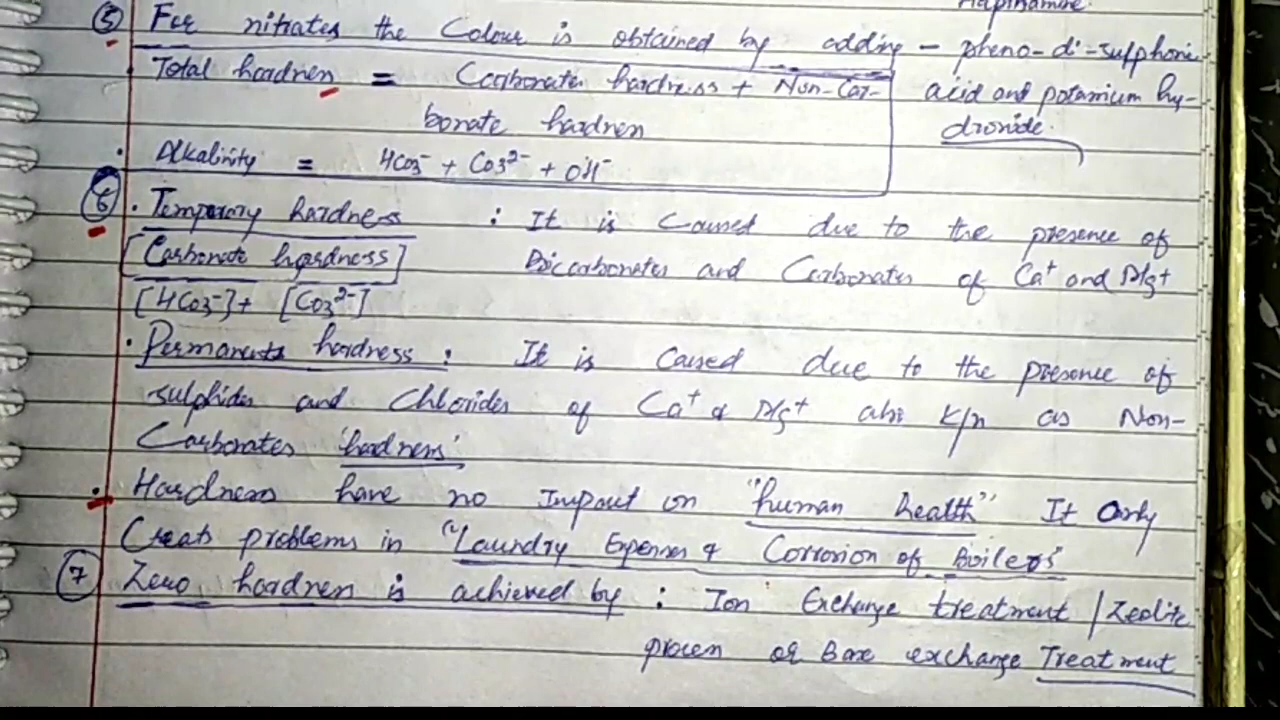 ⑤ For nitrates the Colour is obtained by adding - pheno-di-sulphonic
acid and potassium hy-
droxide.
Total hardness = Carbonate hardness + Non-Car-
bonate hardness
Alkalinity = HCO3- + CO3 2- + OH-
⑥ . Temporary hardness : It is Caused due to the presence of
[Carbonate hardness] Bicarbonates and Carbonates of Ca+ and Mg+
[HCO3-] + [CO3 2-]
. Permanents hardness : It is Caused due to the presence of
sulphides and Chlorides of Ca+ & Mg+ also K/n as Non-
Carbonates 'hardness'
. Hardness have no Impact on "human health" It Only
Creats problems in "Laundry Expenses & Corrosion of Boilers"
⑦ Zero hardness is achieved by : Ion Exchange treatment / Zeolite
process or Base exchange Treatment